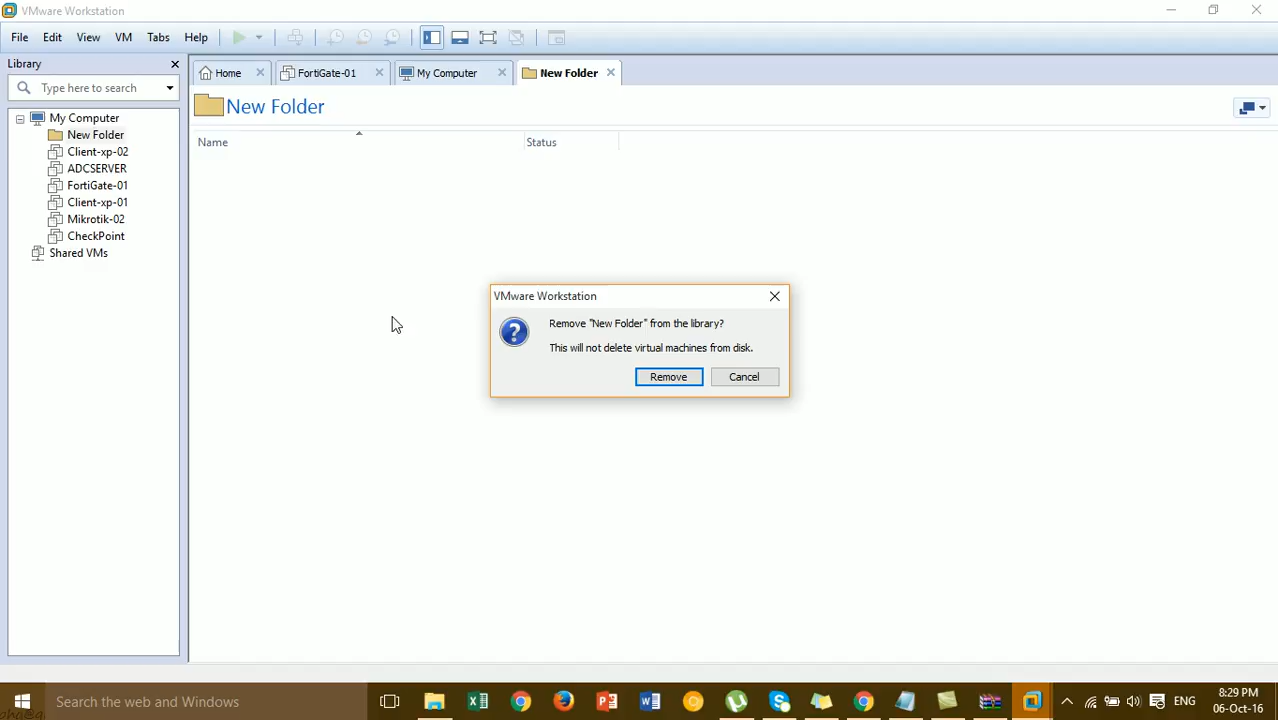 VMware Workstation
File Edit View VM Tabs Help
Library
Type here to search
My Computer
New Folder
Client-xp-02
ADCSERVER
FortiGate-01
Client-xp-01
Mikrotik-02
CheckPoint
Shared VMs
Home FortiGate-01 My Computer New Folder
New Folder
Name Status
VMware Workstation
Remove "New Folder" from the library?
This will not delete virtual machines from disk.
Remove Cancel
Search the web and Windows
ENG
8:29 PM
06-Oct-16